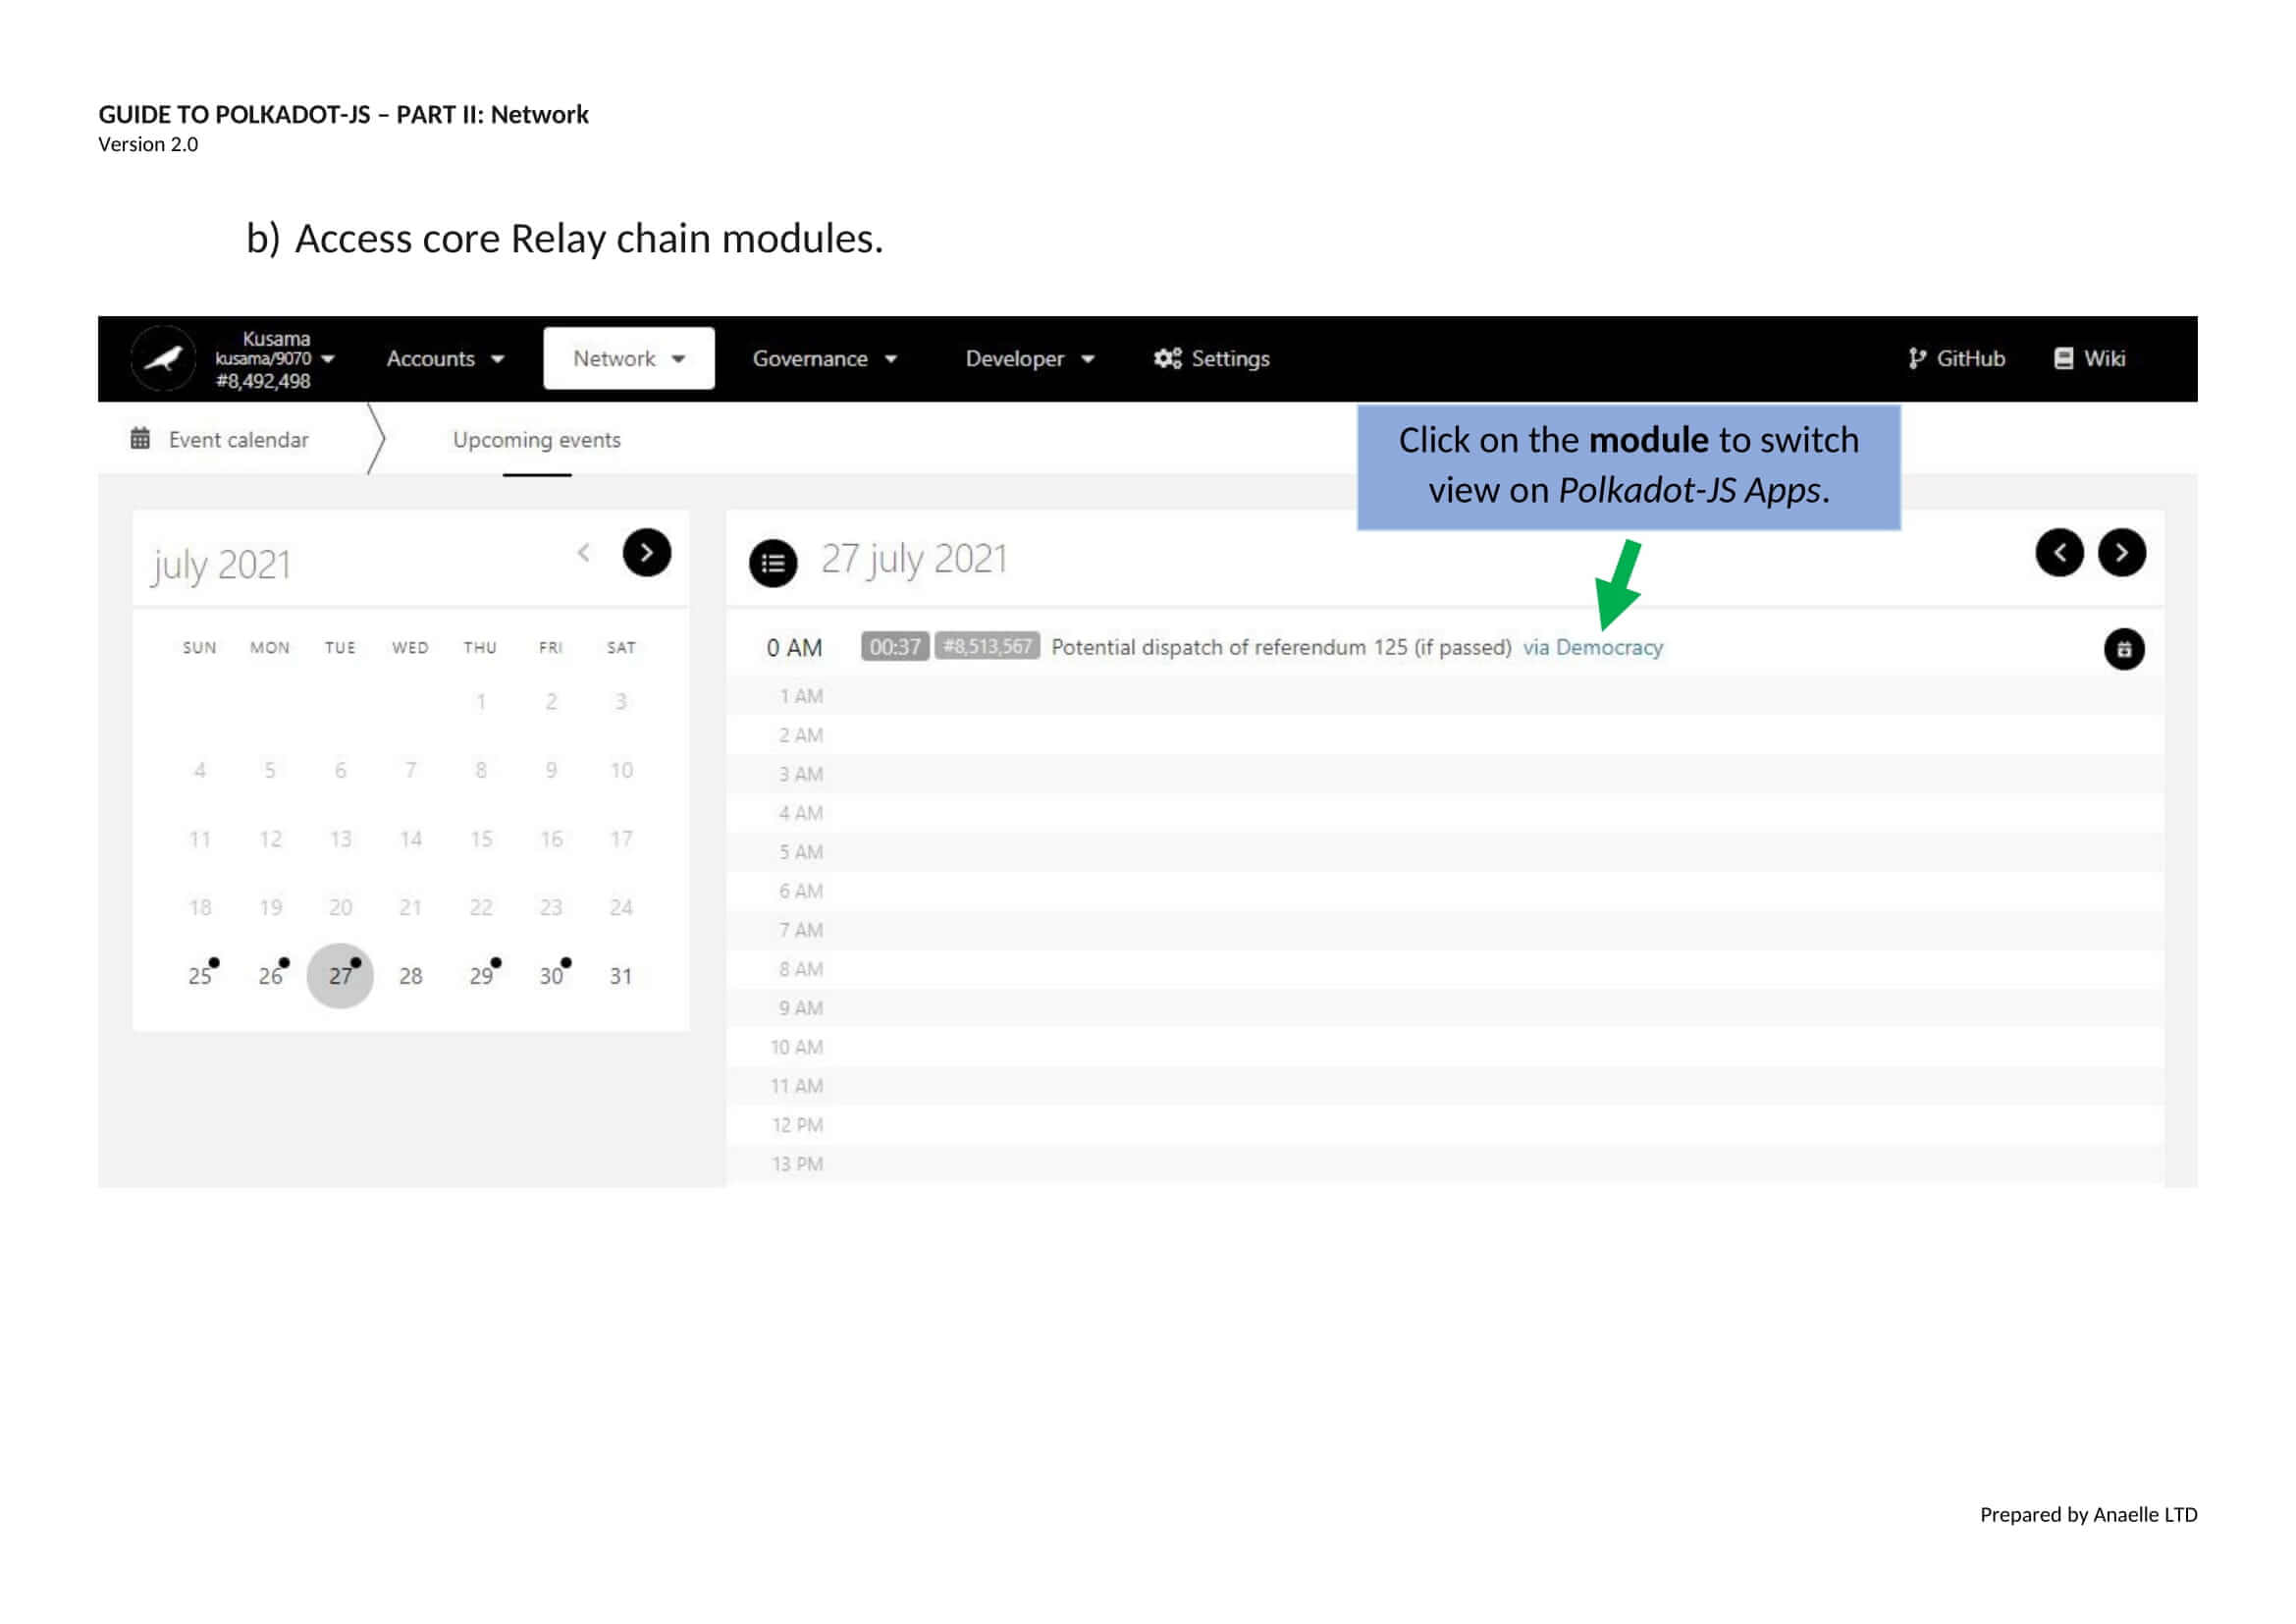 GUIDE TO POLKADOT-JS – PART II: Network
Version 2.0
b) Access core Relay chain modules.
Kusama
kusama/9070
#8,492,498
Accounts
Network
Governance
Developer
Settings
GitHub
Wiki
Event calendar
Upcoming events
Click on the module to switch
view on Polkadot-JS Apps.
july 2021
SUN MON TUE WED THU FRI SAT
1 2 3
4 5 6 7 8 9 10
11 12 13 14 15 16 17
18 19 20 21 22 23 24
25 26 27 28 29 30 31
27 july 2021
0 AM 00:37 #8,513,567 Potential dispatch of referendum 125 (if passed) via Democracy
1 AM
2 AM
3 AM
4 AM
5 AM
6 AM
7 AM
8 AM
9 AM
10 AM
11 AM
12 PM
13 PM
Prepared by Anaelle LTD